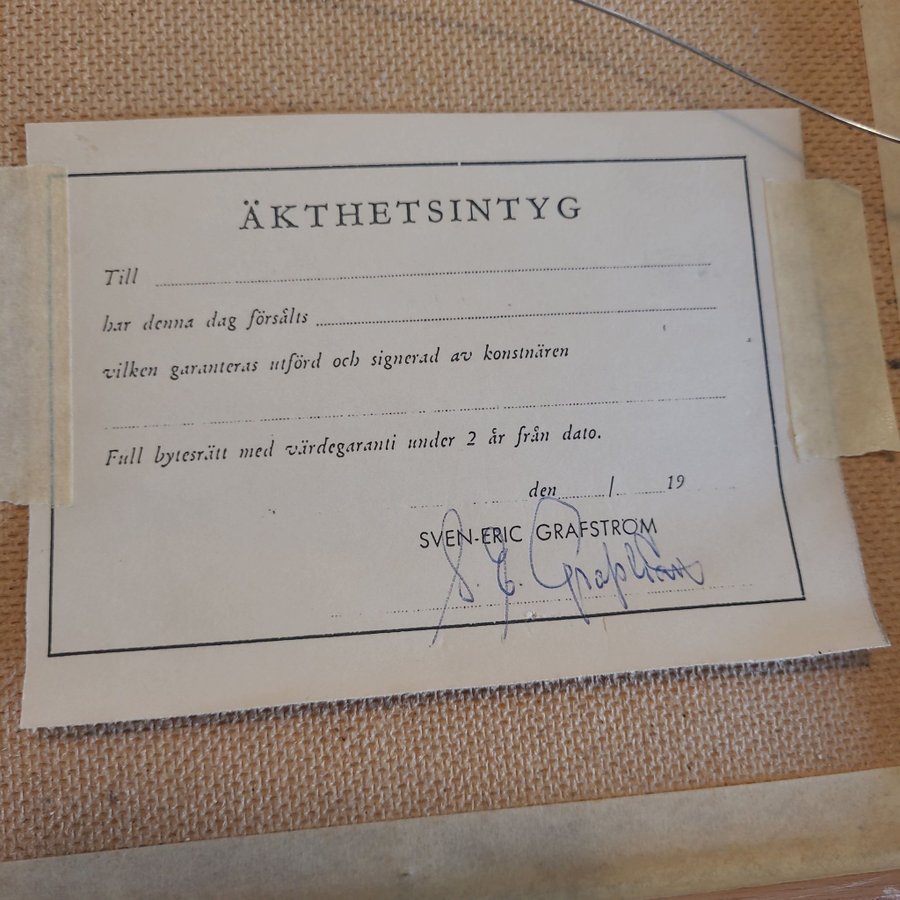 ÄKTHETSINTYG
Till
har denna dag försålts
vilken garanteras utförd och signerad av konstnären
Full bytesrätt med värdegaranti under 2 år från dato.
den / 19
SVEN-ERIC GRAFSTRÖM
S. E. Grafström